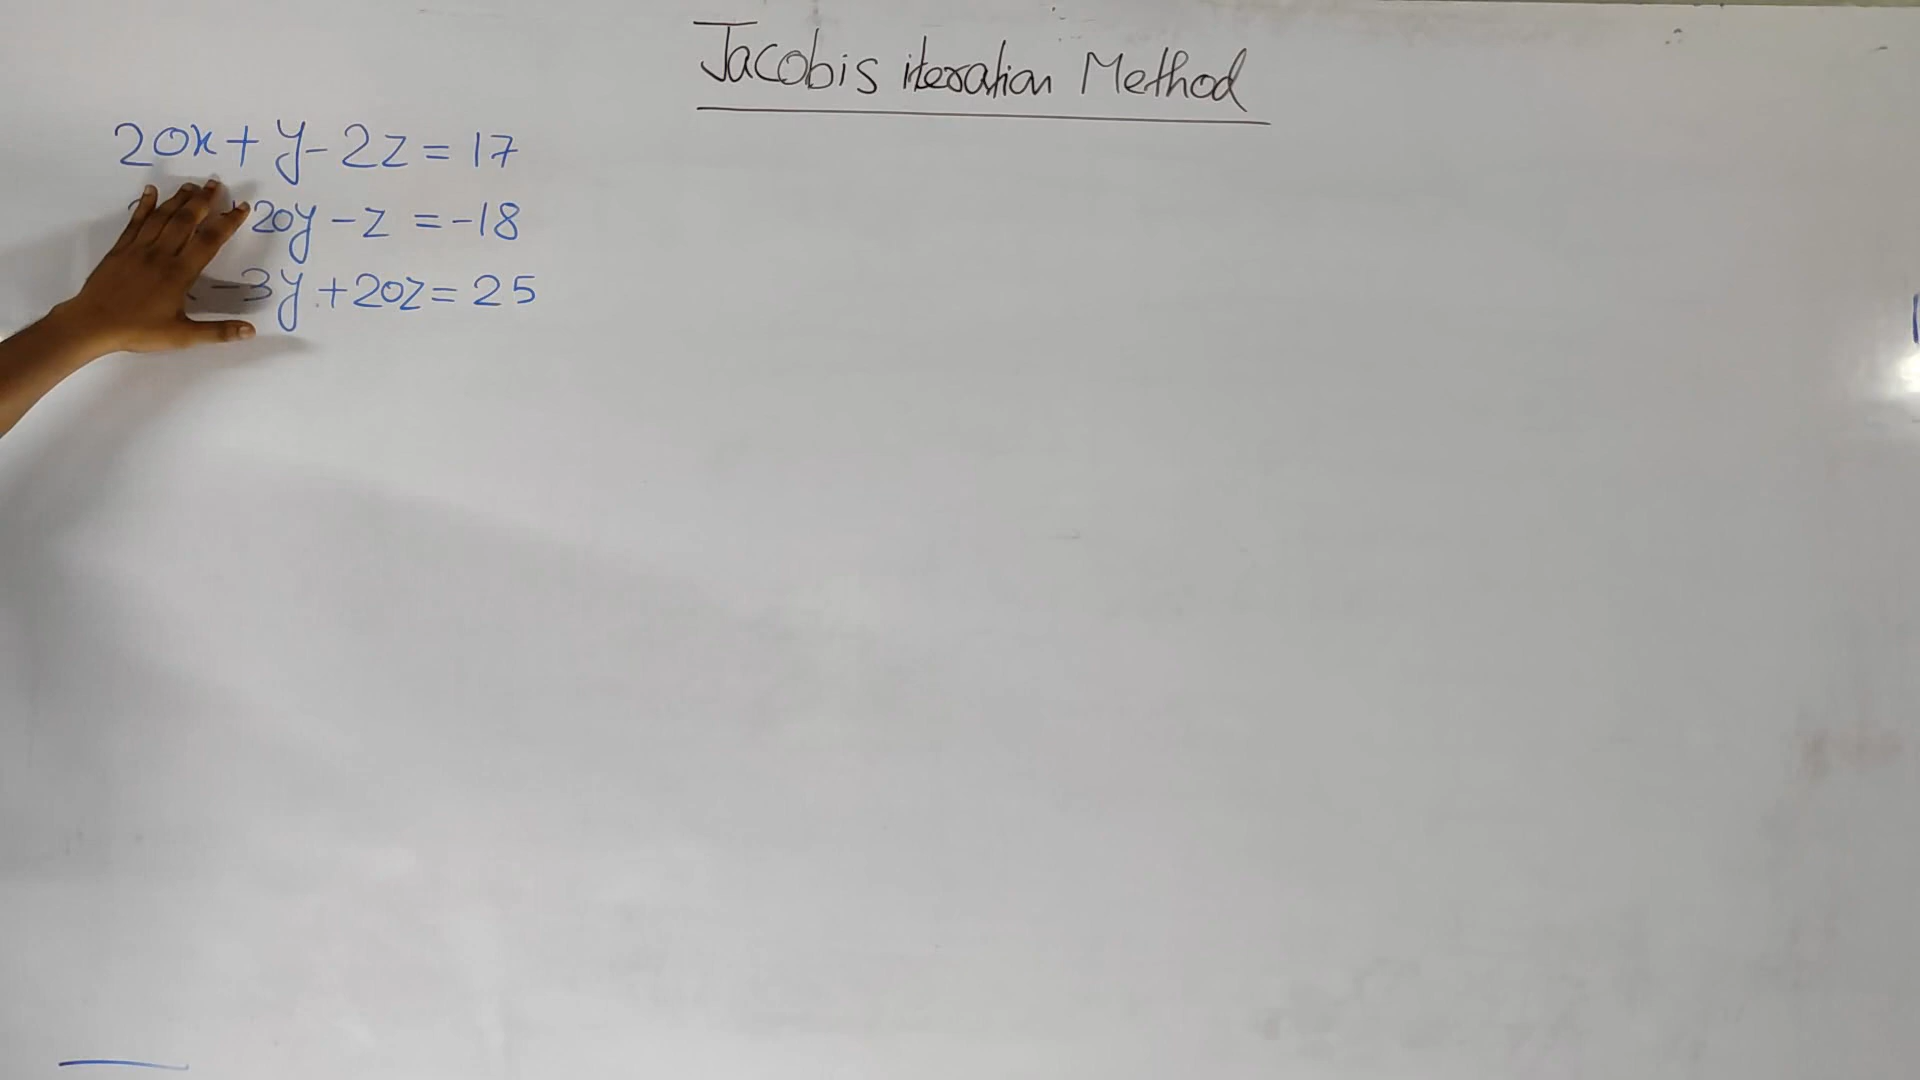 Jacobis iteration Method
20x + y - 2z = 17
20y - z = -18
-3y + 20z = 25